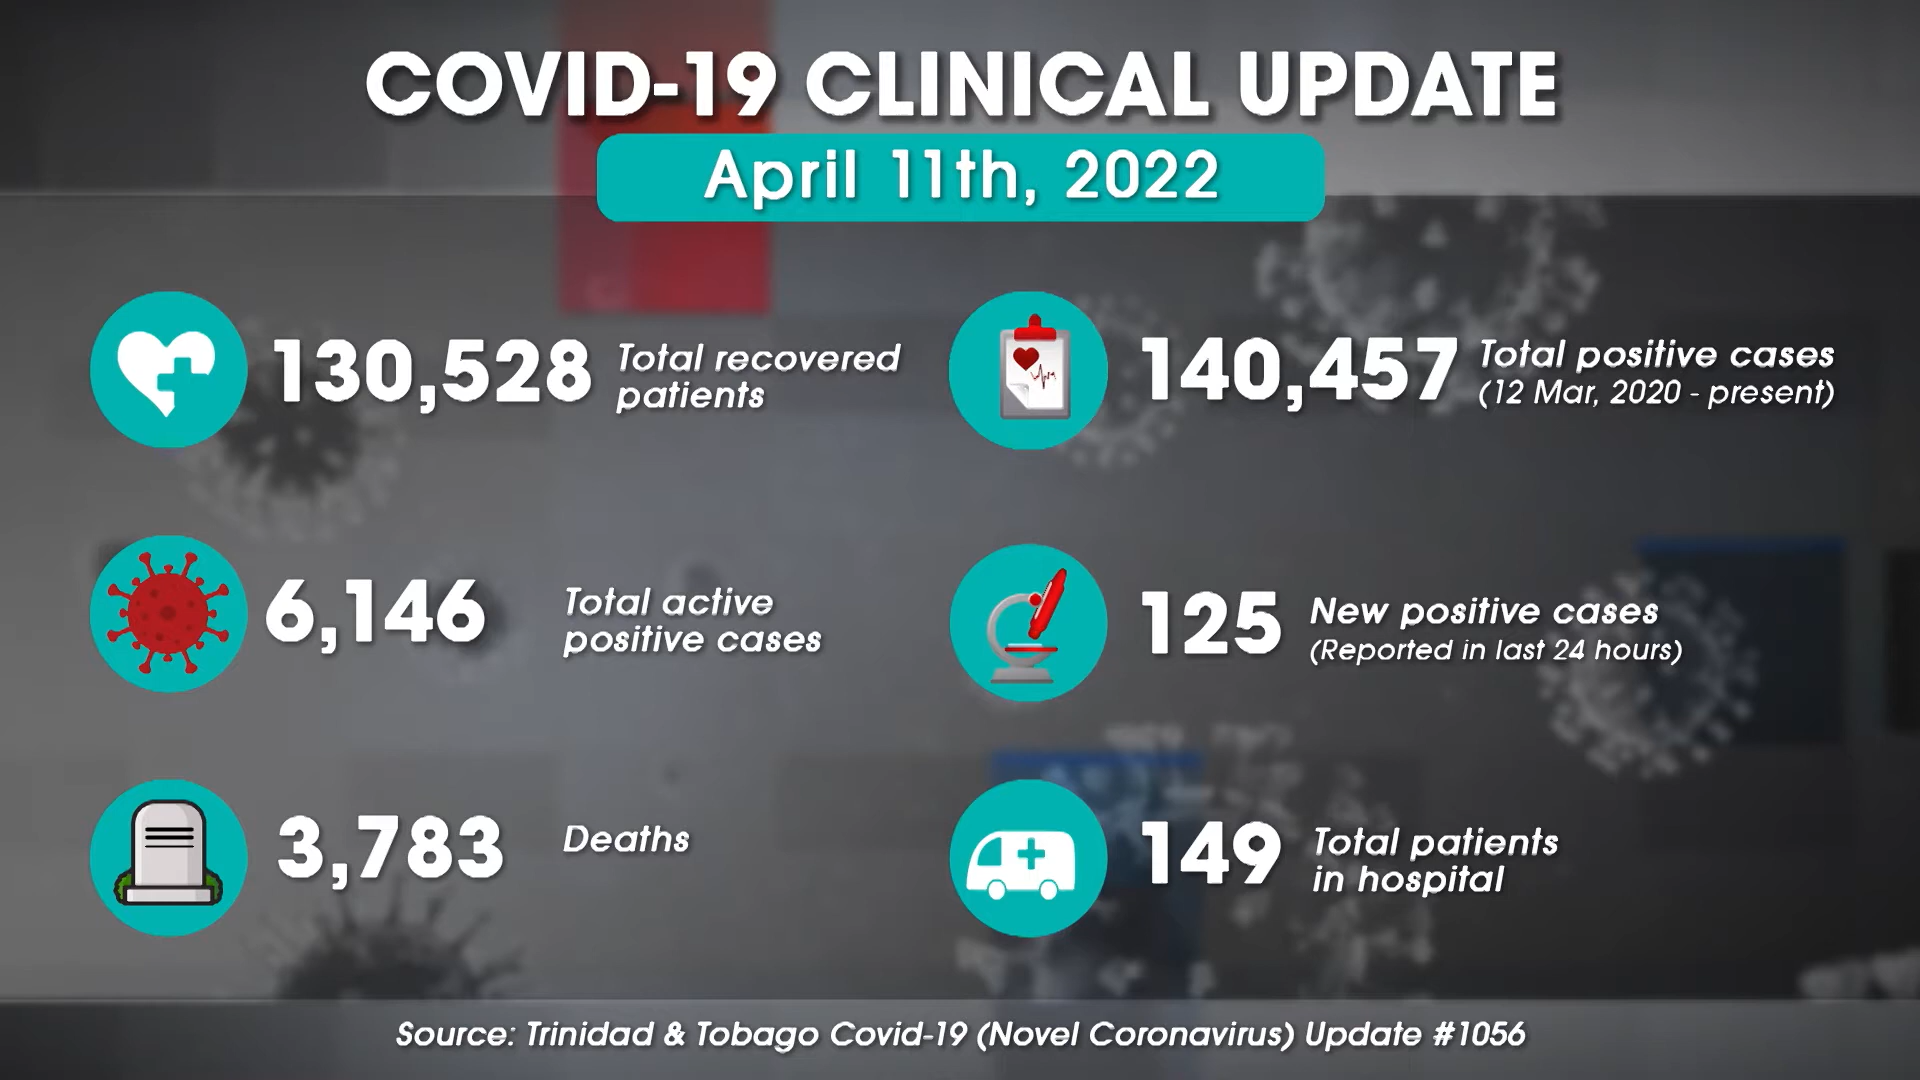 COVID-19 CLINICAL UPDATE
April 11th, 2022
130,528 Total recovered
patients
140,457 Total positive cases
(12 Mar, 2020 - present)
6,146 Total active
positive cases
125 New positive cases
(Reported in last 24 hours)
3,783 Deaths
149 Total patients
in hospital
Source: Trinidad & Tobago Covid-19 (Novel Coronavirus) Update #1056